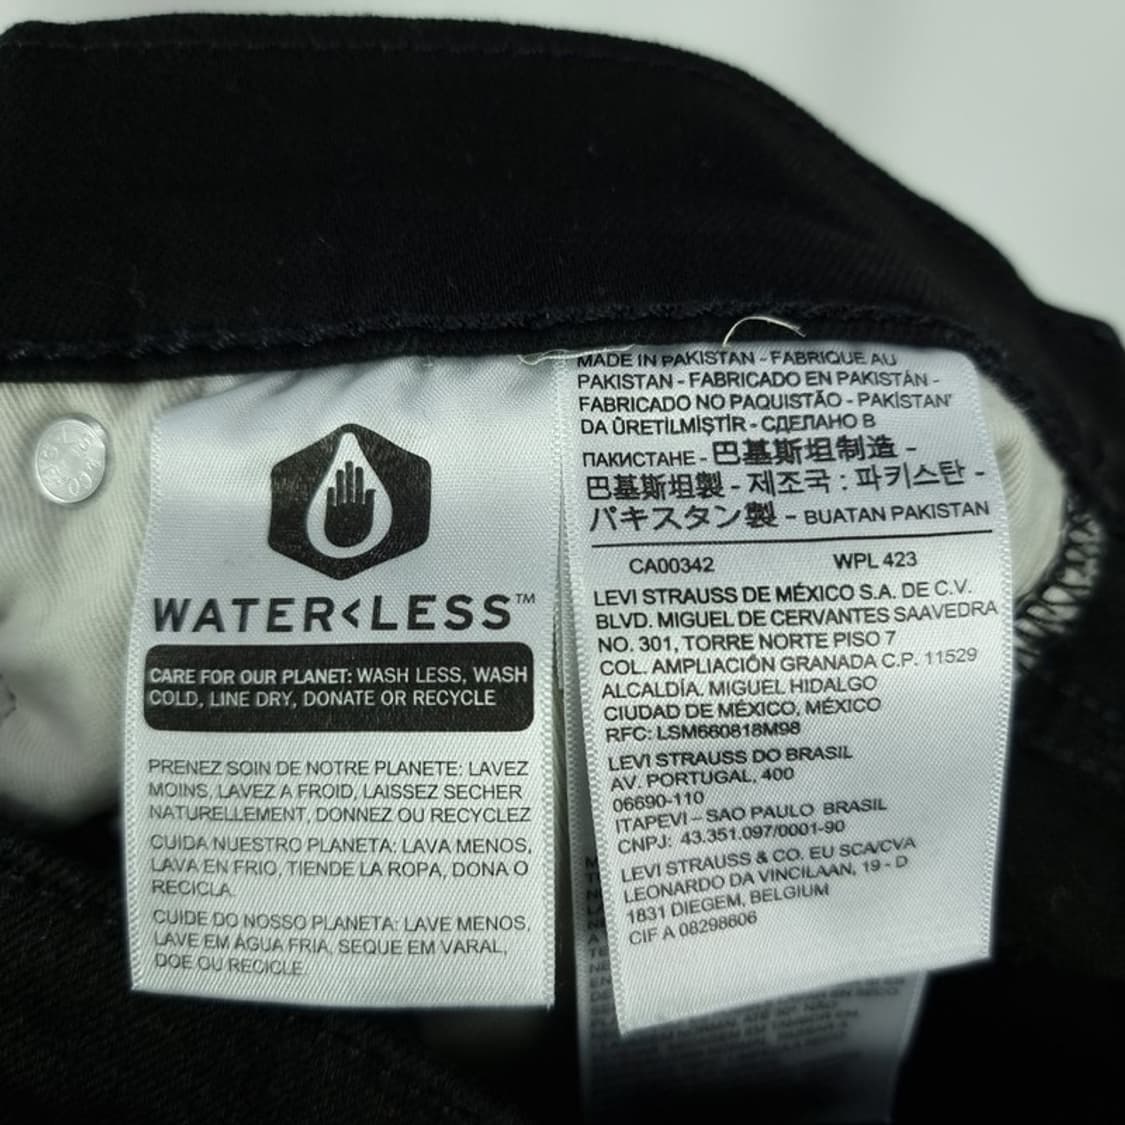 WATER<LESS™
CARE FOR OUR PLANET: WASH LESS, WASH
COLD, LINE DRY, DONATE OR RECYCLE
PRENEZ SOIN DE NOTRE PLANETE: LAVEZ
MOINS, LAVEZ A FROID, LAISSEZ SECHER
NATURELLEMENT, DONNEZ OU RECYCLEZ
CUIDA NUESTRO PLANETA: LAVA MENOS,
LAVA EN FRIO, TIENDE LA ROPA, DONA O
RECICLA.
CUIDE DO NOSSO PLANETA: LAVE MENOS,
LAVE EM ÁGUA FRIA, SEQUE EM VARAL,
DOE OU RECICLE.
MADE IN PAKISTAN - FABRIQUE AU
PAKISTAN - FABRICADO EN PAKISTÁN -
FABRICADO NO PAQUISTÃO - PAKİSTAN'
DA ÜRETİLMİŞTİR - СДЕЛАНО В
ПАКИСТАНЕ - 巴基斯坦制造 -
巴基斯坦製 - 제조국 : 파키스탄 -
パキスタン製 - BUATAN PAKISTAN
CA00342 WPL 423
LEVI STRAUSS DE MÉXICO S.A. DE C.V.
BLVD. MIGUEL DE CERVANTES SAAVEDRA
NO. 301, TORRE NORTE PISO 7
COL. AMPLIACIÓN GRANADA C.P. 11529
ALCALDÍA. MIGUEL HIDALGO
CIUDAD DE MÉXICO, MÉXICO
RFC: LSM660818M98
LEVI STRAUSS DO BRASIL
AV. PORTUGAL, 400
06690-110
ITAPEVI – SAO PAULO BRASIL
CNPJ: 43.351.097/0001-90
LEVI STRAUSS & CO. EU SCA/CVA
LEONARDO DA VINCILAAN, 19 - D
1831 DIEGEM, BELGIUM
CIF A 08298606